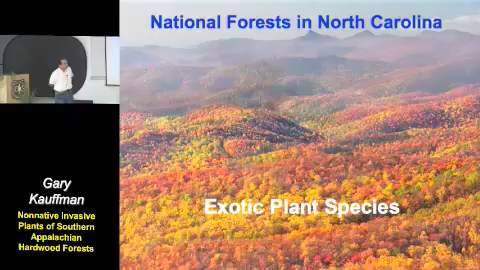 National Forests in North Carolina
Exotic Plant Species
Gary
Kauffman
Nonnative Invasive
Plants of Southern
Appalachian
Hardwood Forests